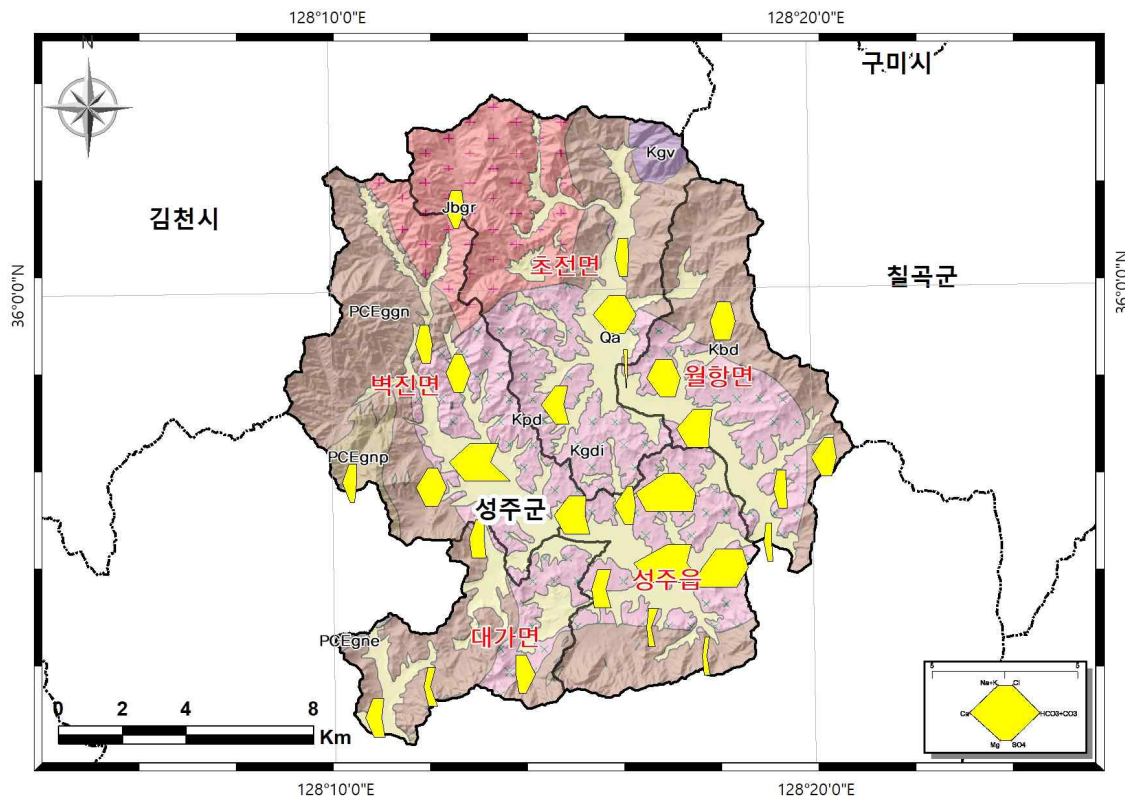 128°10'0"E
128°20'0"E
N
구미시
Kgv
김천시
Jbgr
초전면
칠곡군
36°0'0"N
36°0'0"N
PCEggn
Qa
Kbd
벽진면
월항면
Kpd
Kgdi
PCEgnp
성주군
성주읍
대가면
PCEgne
5
5
Na+K
Cl
Ca
HCO3+CO3
Mg
SO4
0
2
4
8
Km
128°10'0"E
128°20'0"E